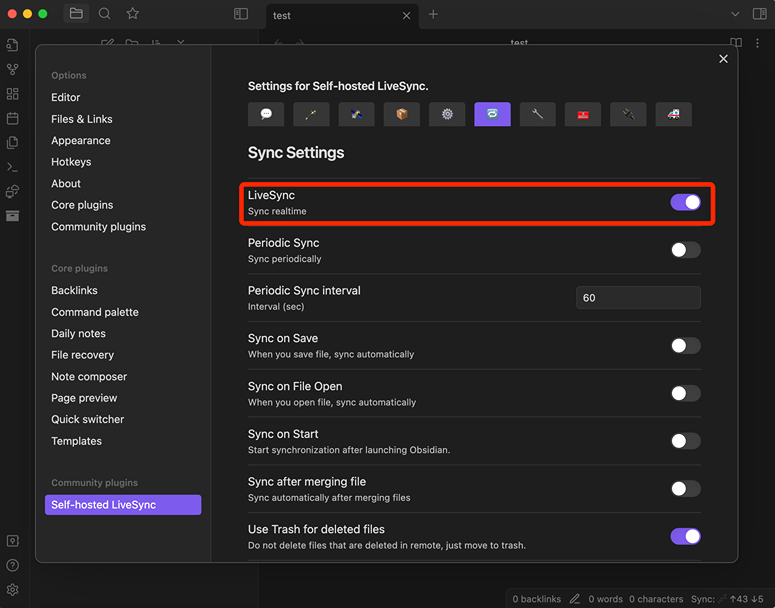 test
test
Options
Editor
Files & Links
Appearance
Hotkeys
About
Core plugins
Community plugins
Core plugins
Backlinks
Command palette
Daily notes
File recovery
Note composer
Page preview
Quick switcher
Templates
Community plugins
Self-hosted LiveSync
Settings for Self-hosted LiveSync.
Sync Settings
LiveSync
Sync realtime
Periodic Sync
Sync periodically
Periodic Sync interval
Interval (sec)
60
Sync on Save
When you save file, sync automatically
Sync on File Open
When you open file, sync automatically
Sync on Start
Start synchronization after launching Obsidian.
Sync after merging file
Sync automatically after merging files
Use Trash for deleted files
Do not delete files that are deleted in remote, just move to trash.
0 backlinks 0 words 0 characters Sync: ↑43 ↓5